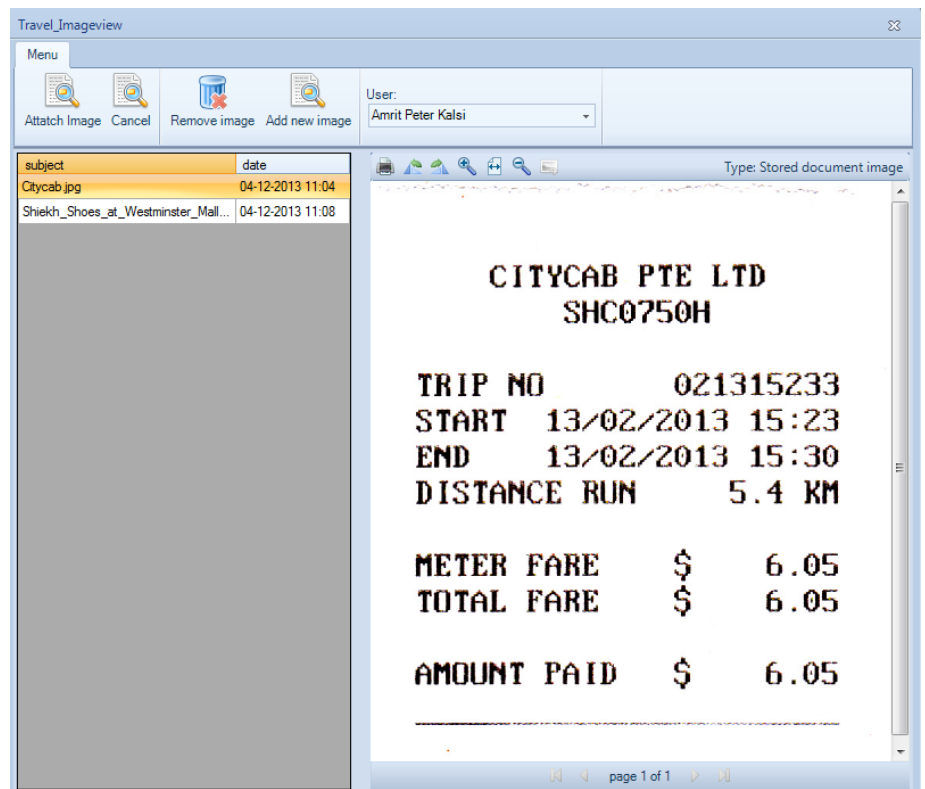 Travel_Imageview
Menu
Attatch Image Cancel Remove image Add new image
User:
Amrit Peter Kalsi
subject date
Citycab.jpg 04-12-2013 11:04
Shiekh_Shoes_at_Westminster_Mall... 04-12-2013 11:08
Type: Stored document image
CITYCAB PTE LTD
SHC0750H
TRIP NO 021315233
START 13/02/2013 15:23
END 13/02/2013 15:30
DISTANCE RUN 5.4 KM
METER FARE $ 6.05
TOTAL FARE $ 6.05
AMOUNT PAID $ 6.05
page 1 of 1